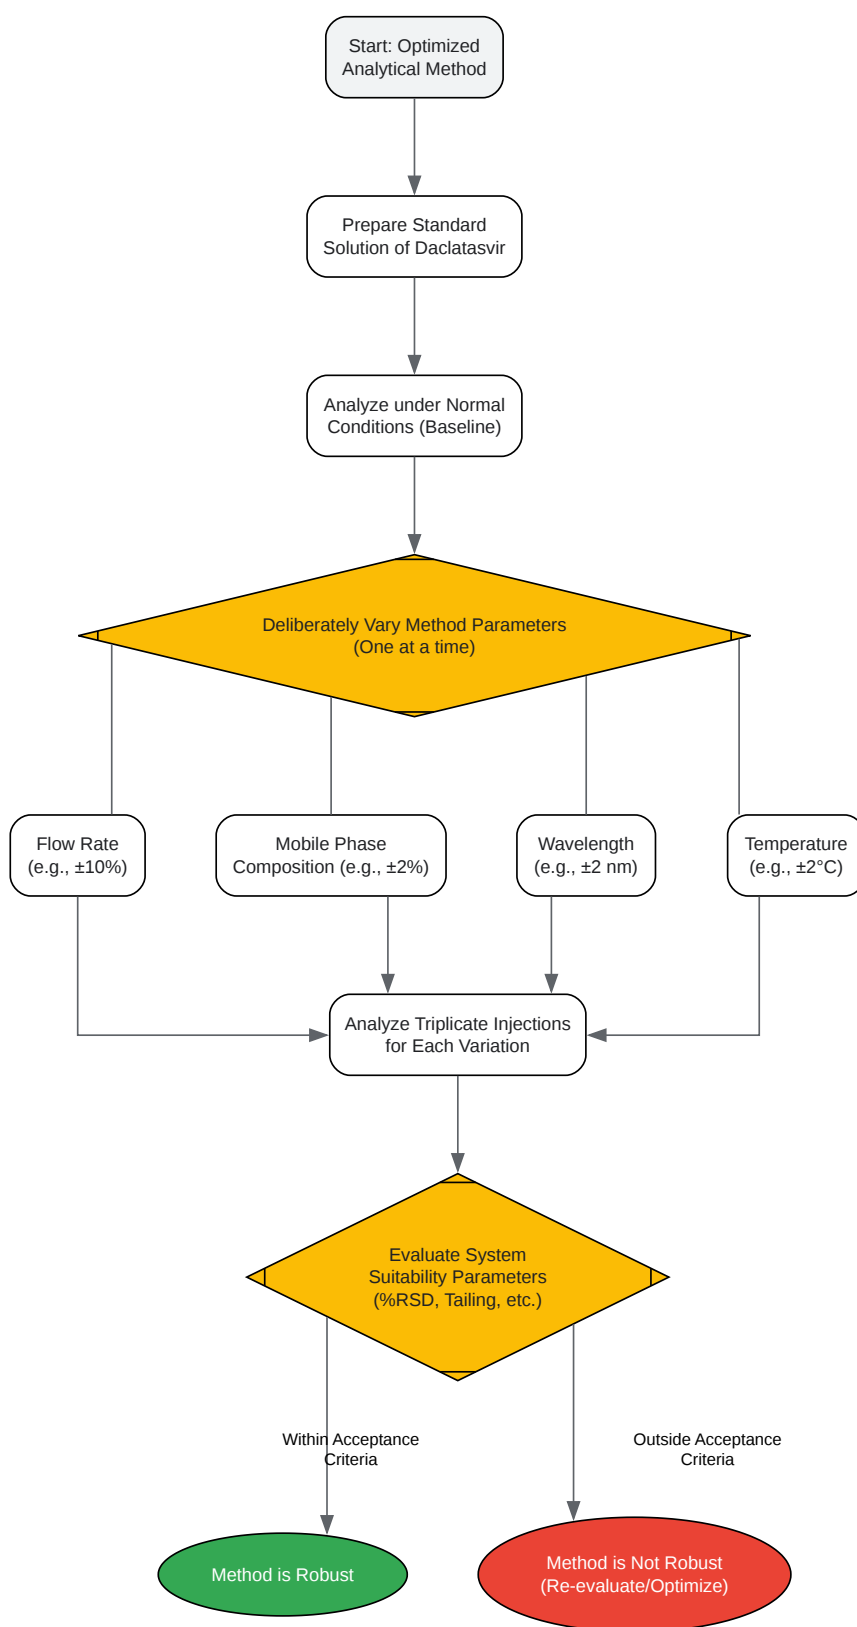 Start: Optimized
Analytical Method
Prepare Standard
Solution of Daclatasvir
Analyze under Normal
Conditions (Baseline)
Deliberately Vary Method Parameters
(One at a time)
Flow Rate
(e.g., ±10%)
Mobile Phase
Composition (e.g., ±2%)
Wavelength
(e.g., ±2 nm)
Temperature
(e.g., ±2°C)
Analyze Triplicate Injections
for Each Variation
Evaluate System
Suitability Parameters
(%RSD, Tailing, etc.)
Within Acceptance
Criteria
Outside Acceptance
Criteria
Method is Robust
Method is Not Robust
(Re-evaluate/Optimize)